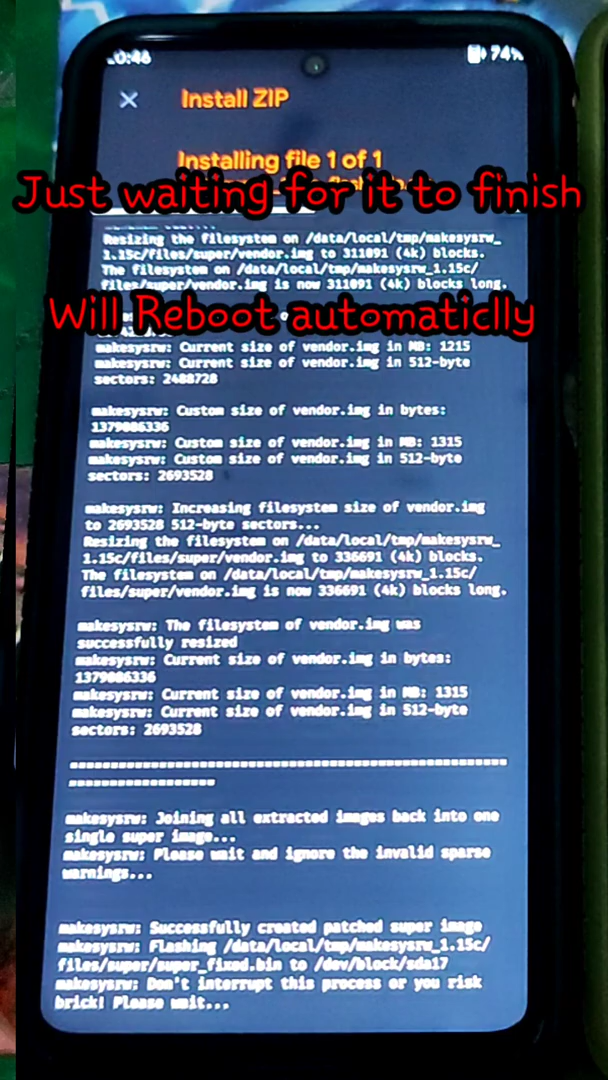 74%
Install ZIP
Installing file 1 of 1
Just waiting for it to finish
Resizing the filesystem on /data/local/tmp/makesysrw_
1.15c/files/super/vendor.img to 311091 (4k) blocks.
The filesystem on /data/local/tmp/makesysrw_1.15c/
files/super/vendor.img is now 311091 (4k) blocks long.
Will Reboot automaticlly
makesysrw: Current size of vendor.img in MB: 1215
makesysrw: Current size of vendor.img in 512-byte
sectors: 2488728
makesysrw: Custom size of vendor.img in bytes:
1379086336
makesysrw: Custom size of vendor.img in MB: 1315
makesysrw: Custom size of vendor.img in 512-byte
sectors: 2693528
makesysrw: Increasing filesystem size of vendor.img
to 2693528 512-byte sectors...
Resizing the filesystem on /data/local/tmp/makesysrw_
1.15c/files/super/vendor.img to 336691 (4k) blocks.
The filesystem on /data/local/tmp/makesysrw_1.15c/
files/super/vendor.img is now 336691 (4k) blocks long.
makesysrw: The filesystem of vendor.img was
successfully resized
makesysrw: Current size of vendor.img in bytes:
1379086336
makesysrw: Current size of vendor.img in MB: 1315
makesysrw: Current size of vendor.img in 512-byte
sectors: 2693528
makesysrw: Joining all extracted images back into one
single super image...
makesysrw: Please wait and ignore the invalid sparse
warnings...
makesysrw: Successfully created patched super image
makesysrw: Flashing /data/local/tmp/makesysrw_1.15c/
files/super/super_fixed.bin to /dev/block/sda17
makesysrw: Don't interrupt this process or you risk
brick! Please wait...